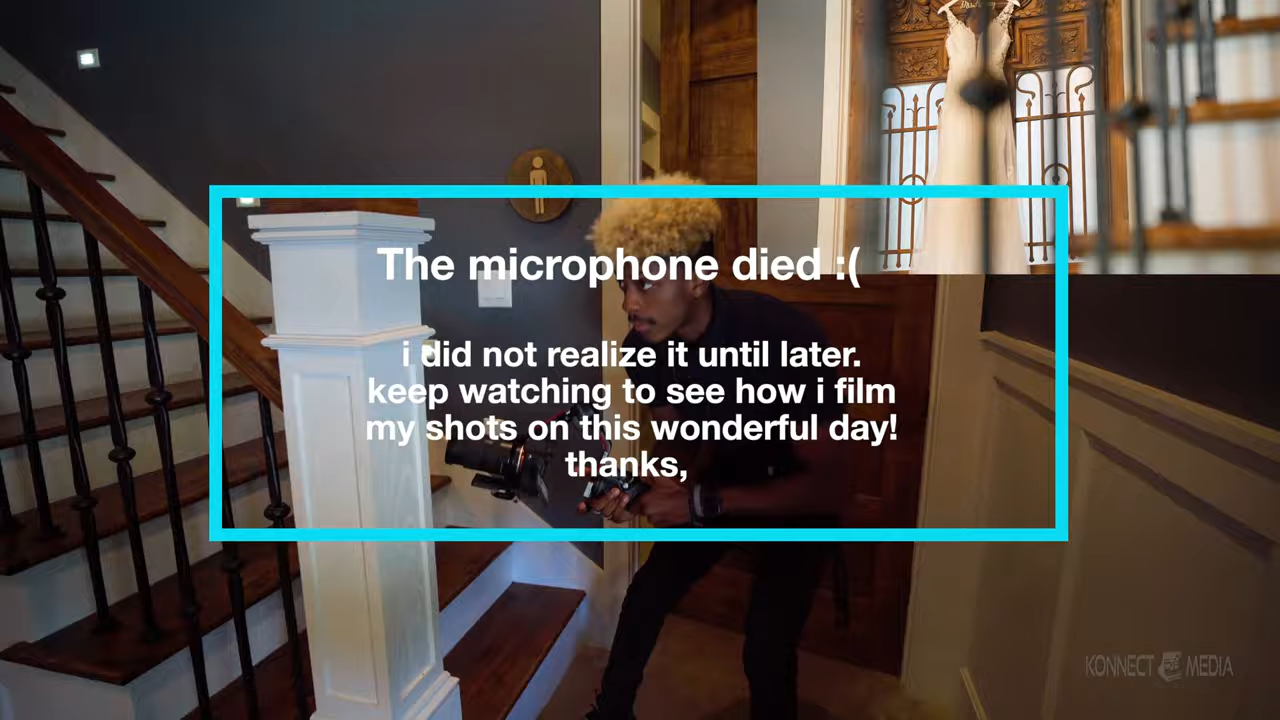 The microphone died :(
i did not realize it until later.
keep watching to see how i film
my shots on this wonderful day!
thanks,
KONNECT MEDIA